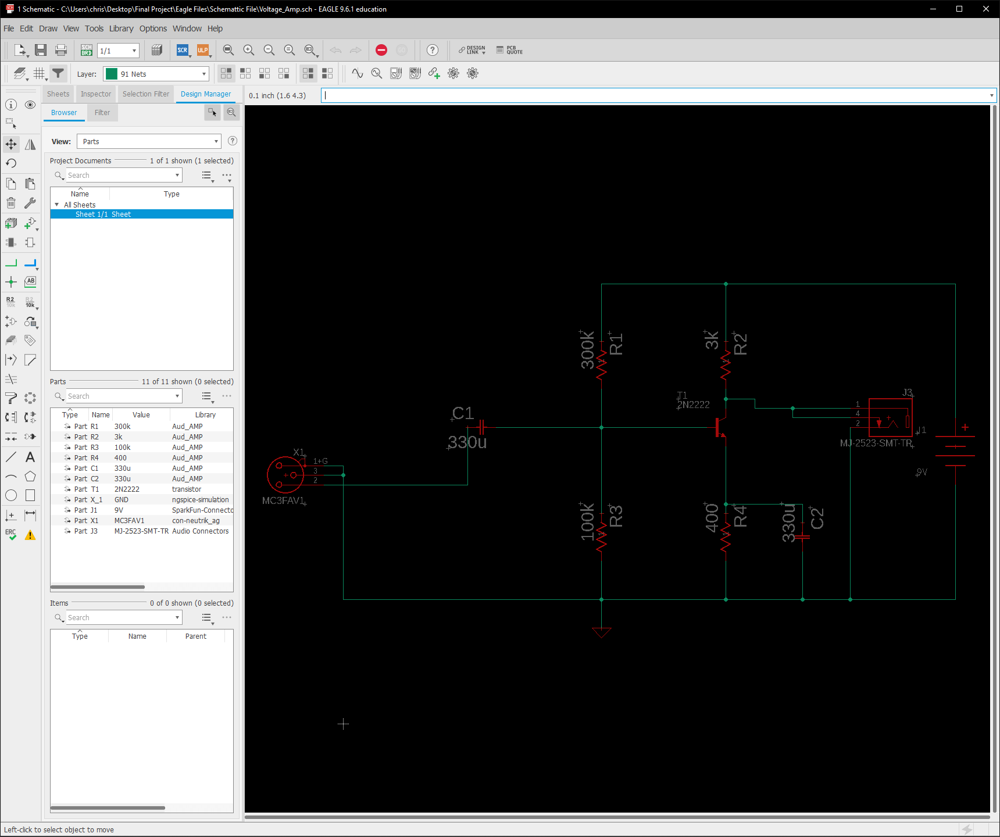 1 Schematic - C:\Users\chris\Desktop\Final Project\Eagle Files\Schemattic File\Voltage_Amp.sch - EAGLE 9.6.1 education
File Edit Draw View Tools Library Options Window Help
SCH BRD 1/1 SCR ULP DESIGN LINK PCB QUOTE
Layer: 91 Nets
Sheets Inspector Selection Filter Design Manager
0.1 inch (1.6 4.3)
Browser Filter
View: Parts
Project Documents 1 of 1 shown (1 selected)
Search
Name Type
All Sheets
Sheet 1/1 Sheet
Parts 11 of 11 shown (0 selected)
Search
Type Name Value Library
Part R1 300k Aud_AMP
Part R2 3k Aud_AMP
Part R3 100k Aud_AMP
Part R4 400 Aud_AMP
Part C1 330u Aud_AMP
Part C2 330u Aud_AMP
Part T1 2N2222 transistor
Part X_1 GND ngspice-simulation
Part J1 9V SparkFun-Connecto
Part X1 MC3FAV1 con-neutrik_ag
Part J3 MJ-2523-SMT-TR Audio Connectors
Items 0 of 0 shown (0 selected)
Search
Type Name Parent
AB
R2 10k
R2 10k
A
ERC
300k R1
3k R2
T1
2N2222
J3
1
4
2
J1
MJ-2523-SMT-TR
9V
C1
330u
X1
1+G
3
2
MC3FAV1
100k R3
400 R4
330u C2
Left-click to select object to move